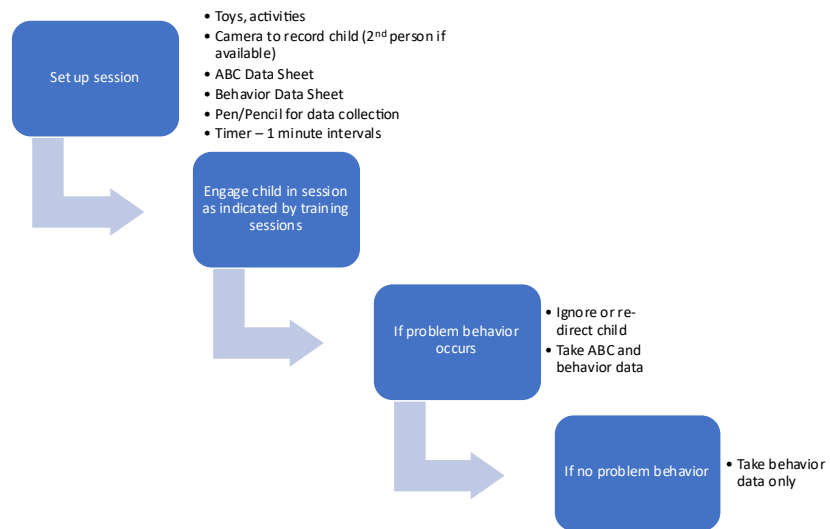 Set up session
• Toys, activities
• Camera to record child (2nd person if
available)
• ABC Data Sheet
• Behavior Data Sheet
• Pen/Pencil for data collection
• Timer – 1 minute intervals
Engage child in session
as indicated by training
sessions
If problem behavior
occurs
• Ignore or re-
direct child
• Take ABC and
behavior data
If no problem behavior
• Take behavior
data only